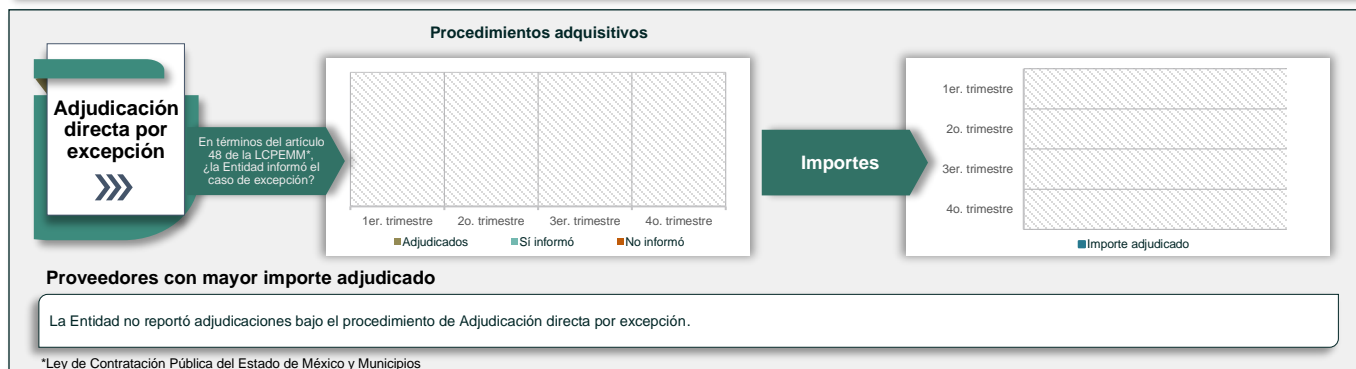 Procedimientos adquisitivos
Adjudicación
directa por
excepción
En términos del artículo
48 de la LCPEMM*,
¿la Entidad informó el
caso de excepción?
1er. trimestre 2o. trimestre 3er. trimestre 4o. trimestre
Adjudicados Sí informó No informó
Importes
1er. trimestre
2o. trimestre
3er. trimestre
4o. trimestre
Importe adjudicado
Proveedores con mayor importe adjudicado
La Entidad no reportó adjudicaciones bajo el procedimiento de Adjudicación directa por excepción.
*Ley de Contratación Pública del Estado de México y Municipios